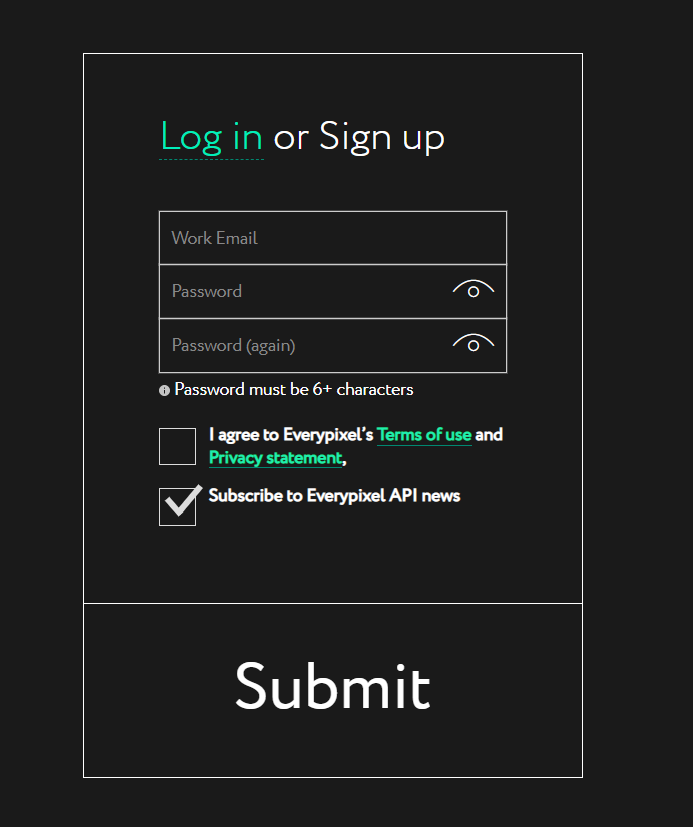 Log in or Sign up
Work Email
Password
Password (again)
Password must be 6+ characters
I agree to Everypixel’s Terms of use and
Privacy statement,
Subscribe to Everypixel API news
Submit